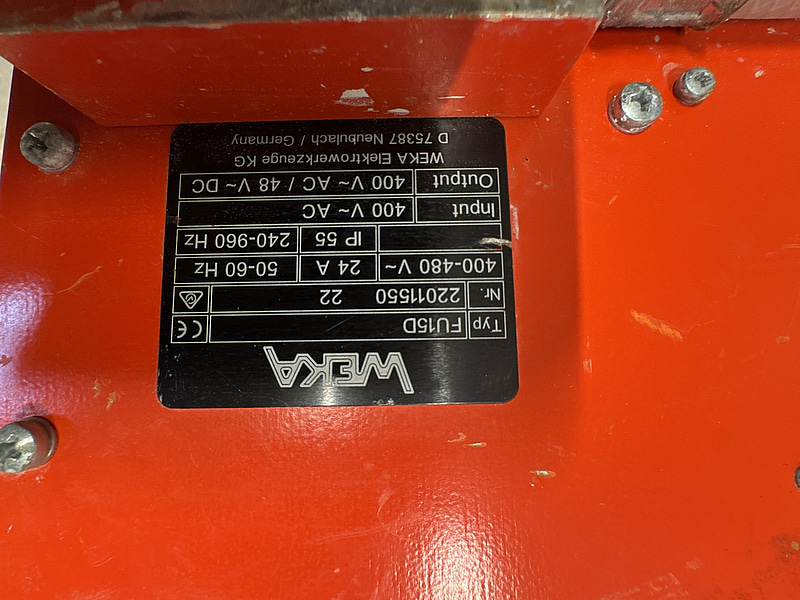 WEKA
Typ FU15D CE
Nr. 22011550 22
400-480 V~ 24 A 50-60 Hz
IP 55 240-960 Hz
Input 400 V~ AC
Output 400 V~ AC / 48 V~ DC
WEKA Elektrowerkzeuge KG
D 75387 Neubulach / Germany